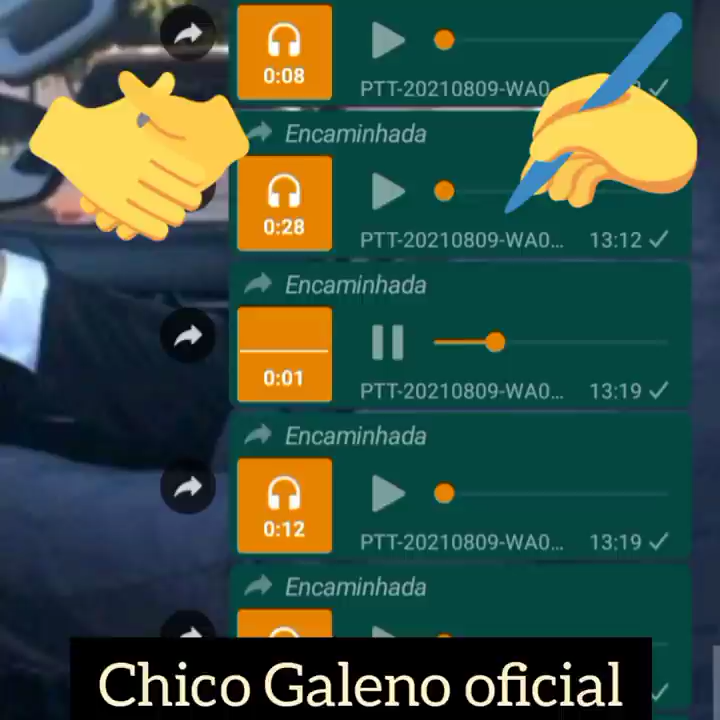 0:08
PTT-20210809-WA0
Encaminhada
0:28
PTT-20210809-WA0... 13:12
Encaminhada
0:01
PTT-20210809-WA0... 13:19
Encaminhada
0:12
PTT-20210809-WA0... 13:19
Encaminhada
Chico Galeno oficial